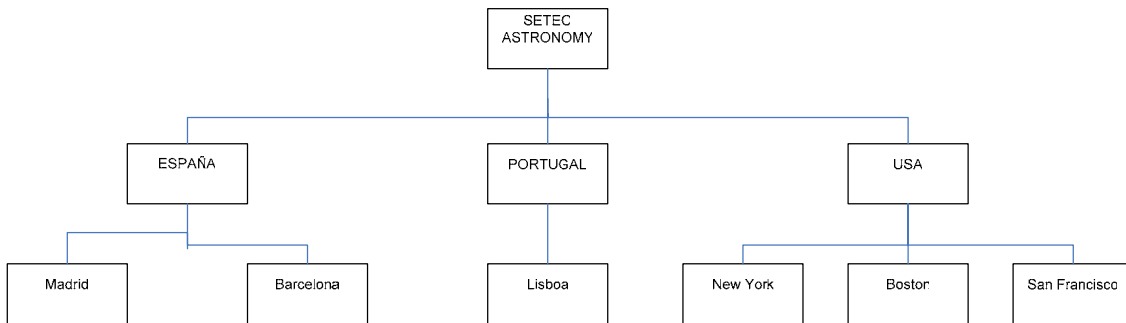 SETEC
ASTRONOMY
ESPAÑA
PORTUGAL
USA
Madrid
Barcelona
Lisboa
New York
Boston
San Francisco